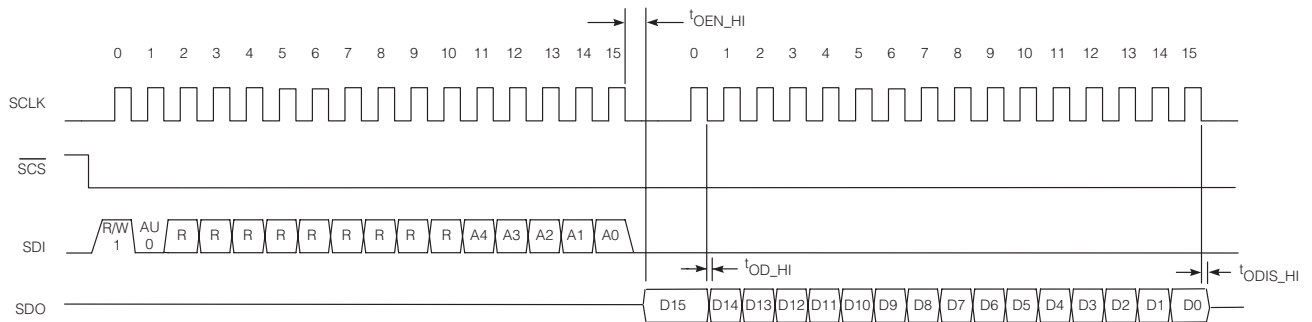 tOEN_HI
0 1 2 3 4 5 6 7 8 9 10 11 12 13 14 15 0 1 2 3 4 5 6 7 8 9 10 11 12 13 14 15
SCLK
SCS
SDI R/W 1 AU 0 R R R R R R R R R A4 A3 A2 A1 A0
tOD_HI tODIS_HI
SDO D15 D14 D13 D12 D11 D10 D9 D8 D7 D6 D5 D4 D3 D2 D1 D0